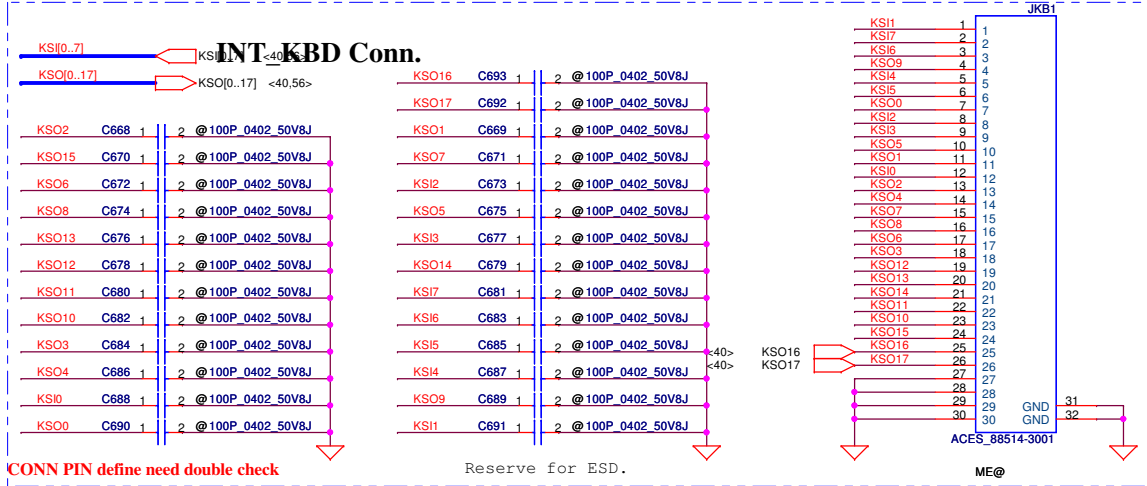 JKB1
KSI[0..7]
KSI[0..7] <40,56>
INT_KBD Conn.
KSO[0..17]
KSO[0..17] <40,56>
KSO2 C668 1 2 @100P_0402_50V8J
KSO15 C670 1 2 @100P_0402_50V8J
KSO6 C672 1 2 @100P_0402_50V8J
KSO8 C674 1 2 @100P_0402_50V8J
KSO13 C676 1 2 @100P_0402_50V8J
KSO12 C678 1 2 @100P_0402_50V8J
KSO11 C680 1 2 @100P_0402_50V8J
KSO10 C682 1 2 @100P_0402_50V8J
KSO3 C684 1 2 @100P_0402_50V8J
KSO4 C686 1 2 @100P_0402_50V8J
KSI0 C688 1 2 @100P_0402_50V8J
KSO0 C690 1 2 @100P_0402_50V8J
CONN PIN define need double check
KSO16 C693 1 2 @100P_0402_50V8J
KSO17 C692 1 2 @100P_0402_50V8J
KSO1 C669 1 2 @100P_0402_50V8J
KSO7 C671 1 2 @100P_0402_50V8J
KSI2 C673 1 2 @100P_0402_50V8J
KSO5 C675 1 2 @100P_0402_50V8J
KSI3 C677 1 2 @100P_0402_50V8J
KSO14 C679 1 2 @100P_0402_50V8J
KSI7 C681 1 2 @100P_0402_50V8J
KSI6 C683 1 2 @100P_0402_50V8J
KSI5 C685 1 2 @100P_0402_50V8J
KSI4 C687 1 2 @100P_0402_50V8J
KSO9 C689 1 2 @100P_0402_50V8J
KSI1 C691 1 2 @100P_0402_50V8J
Reserve for ESD.
KSI1 1 1
KSI7 2 2
KSI6 3 3
KSO9 4 4
KSI4 5 5
KSI5 6 6
KSO0 7 7
KSI2 8 8
KSI3 9 9
KSO5 10 10
KSO1 11 11
KSI0 12 12
KSO2 13 13
KSO4 14 14
KSO7 15 15
KSO8 16 16
KSO6 17 17
KSO3 18 18
KSO12 19 19
KSO13 20 20
KSO14 21 21
KSO11 22 22
KSO10 23 23
KSO15 24 24
<40> KSO16 KSO16 25 25
<40> KSO17 KSO17 26 26
27 27
28 28
29 29 GND 31
30 30 GND 32
ACES_88514-3001
ME@